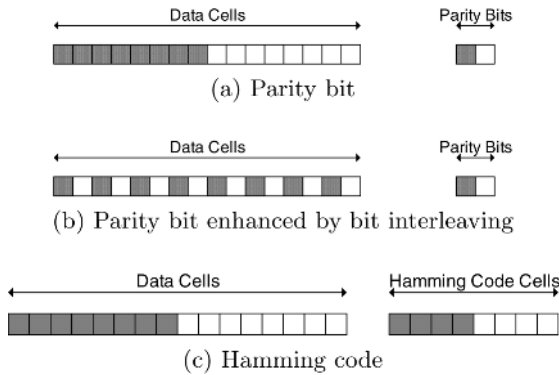 Data Cells
Parity Bits
(a) Parity bit
Data Cells
Parity Bits
(b) Parity bit enhanced by bit interleaving
Data Cells
Hamming Code Cells
(c) Hamming code